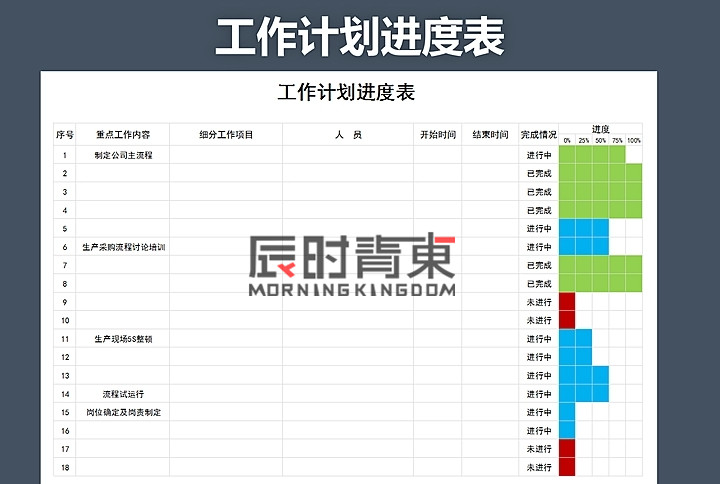 工作计划进度表
工作计划进度表
序号 重点工作内容 细分工作项目 人 员 开始时间 结束时间 完成情况 进度
0% 25% 50% 75% 100%
1 制定公司主流程 进行中
2 已完成
3 已完成
4 已完成
5 进行中
6 生产采购流程讨论培训 进行中
7 已完成
8 已完成
9 未进行
10 未进行
11 生产现场5S整顿 进行中
12 进行中
13 进行中
14 流程试运行 进行中
15 岗位确定及岗责制定 进行中
16 进行中
17 未进行
18 未进行
辰时青東
MORNINGKINGDOM